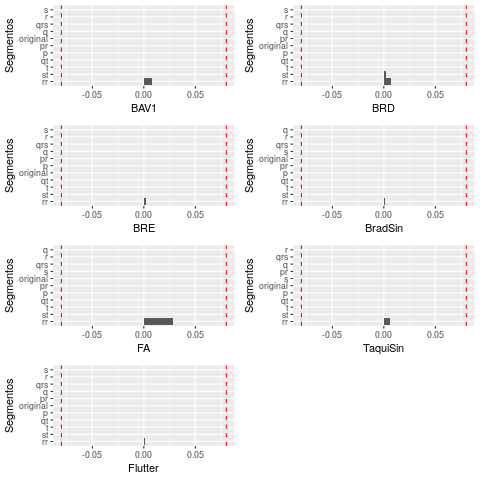 s
r
qrs
q
original
pr
p
qt
t
st
rr
Segmentos
-0.05 0.00 0.05
BAV1
s
r
qrs
q
pr
original
p
qt
t
st
rr
Segmentos
-0.05 0.00 0.05
BRD
s
r
qrs
q
pr
p
original
qt
t
st
rr
Segmentos
-0.05 0.00 0.05
BRE
q
r
qrs
s
original
pr
p
qt
t
st
rr
Segmentos
-0.05 0.00 0.05
BradSin
q
r
qrs
s
original
pr
p
qt
t
st
rr
Segmentos
-0.05 0.00 0.05
FA
r
qrs
q
pr
s
original
p
qt
t
st
rr
Segmentos
-0.05 0.00 0.05
TaquiSin
s
r
qrs
q
pr
original
p
qt
t
st
rr
Segmentos
-0.05 0.00 0.05
Flutter